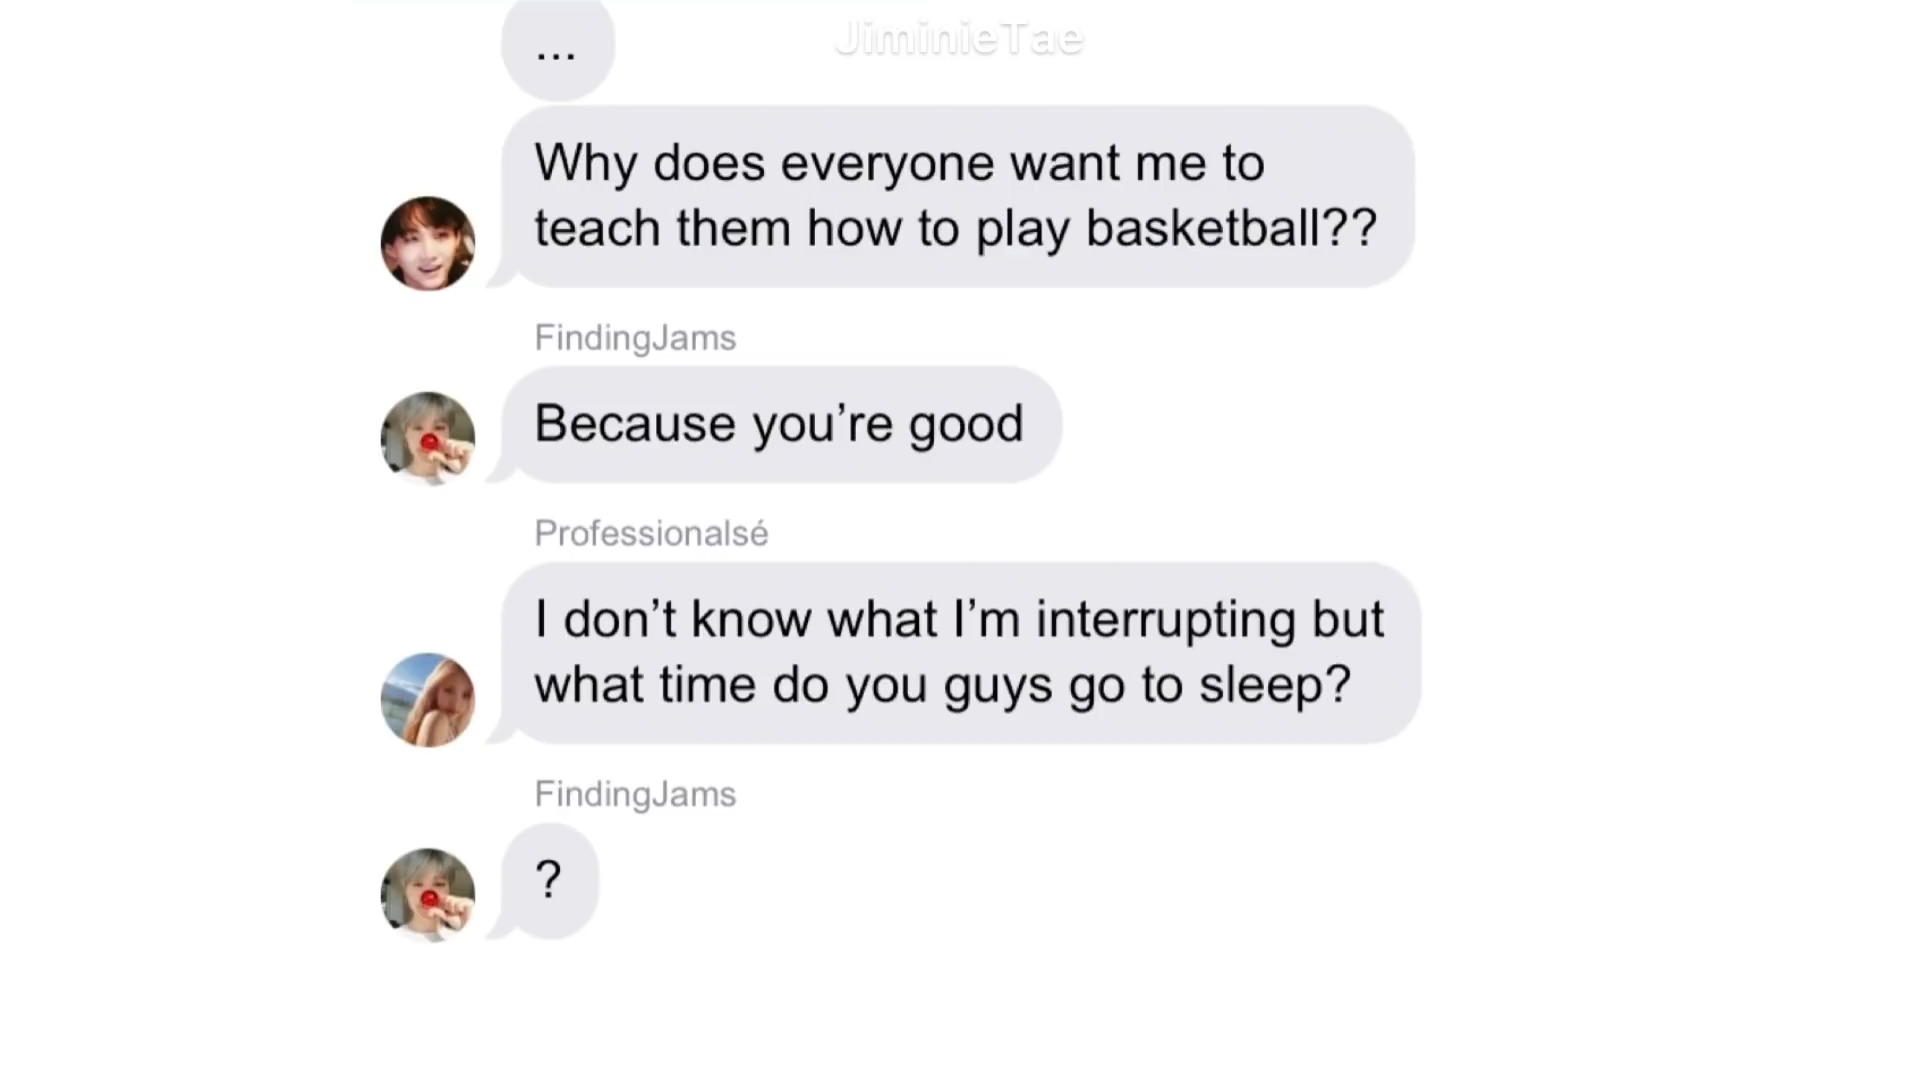 JiminieTae
...
Why does everyone want me to
teach them how to play basketball??
FindingJams
Because you’re good
Professionalsé
I don’t know what I’m interrupting but
what time do you guys go to sleep?
FindingJams
?